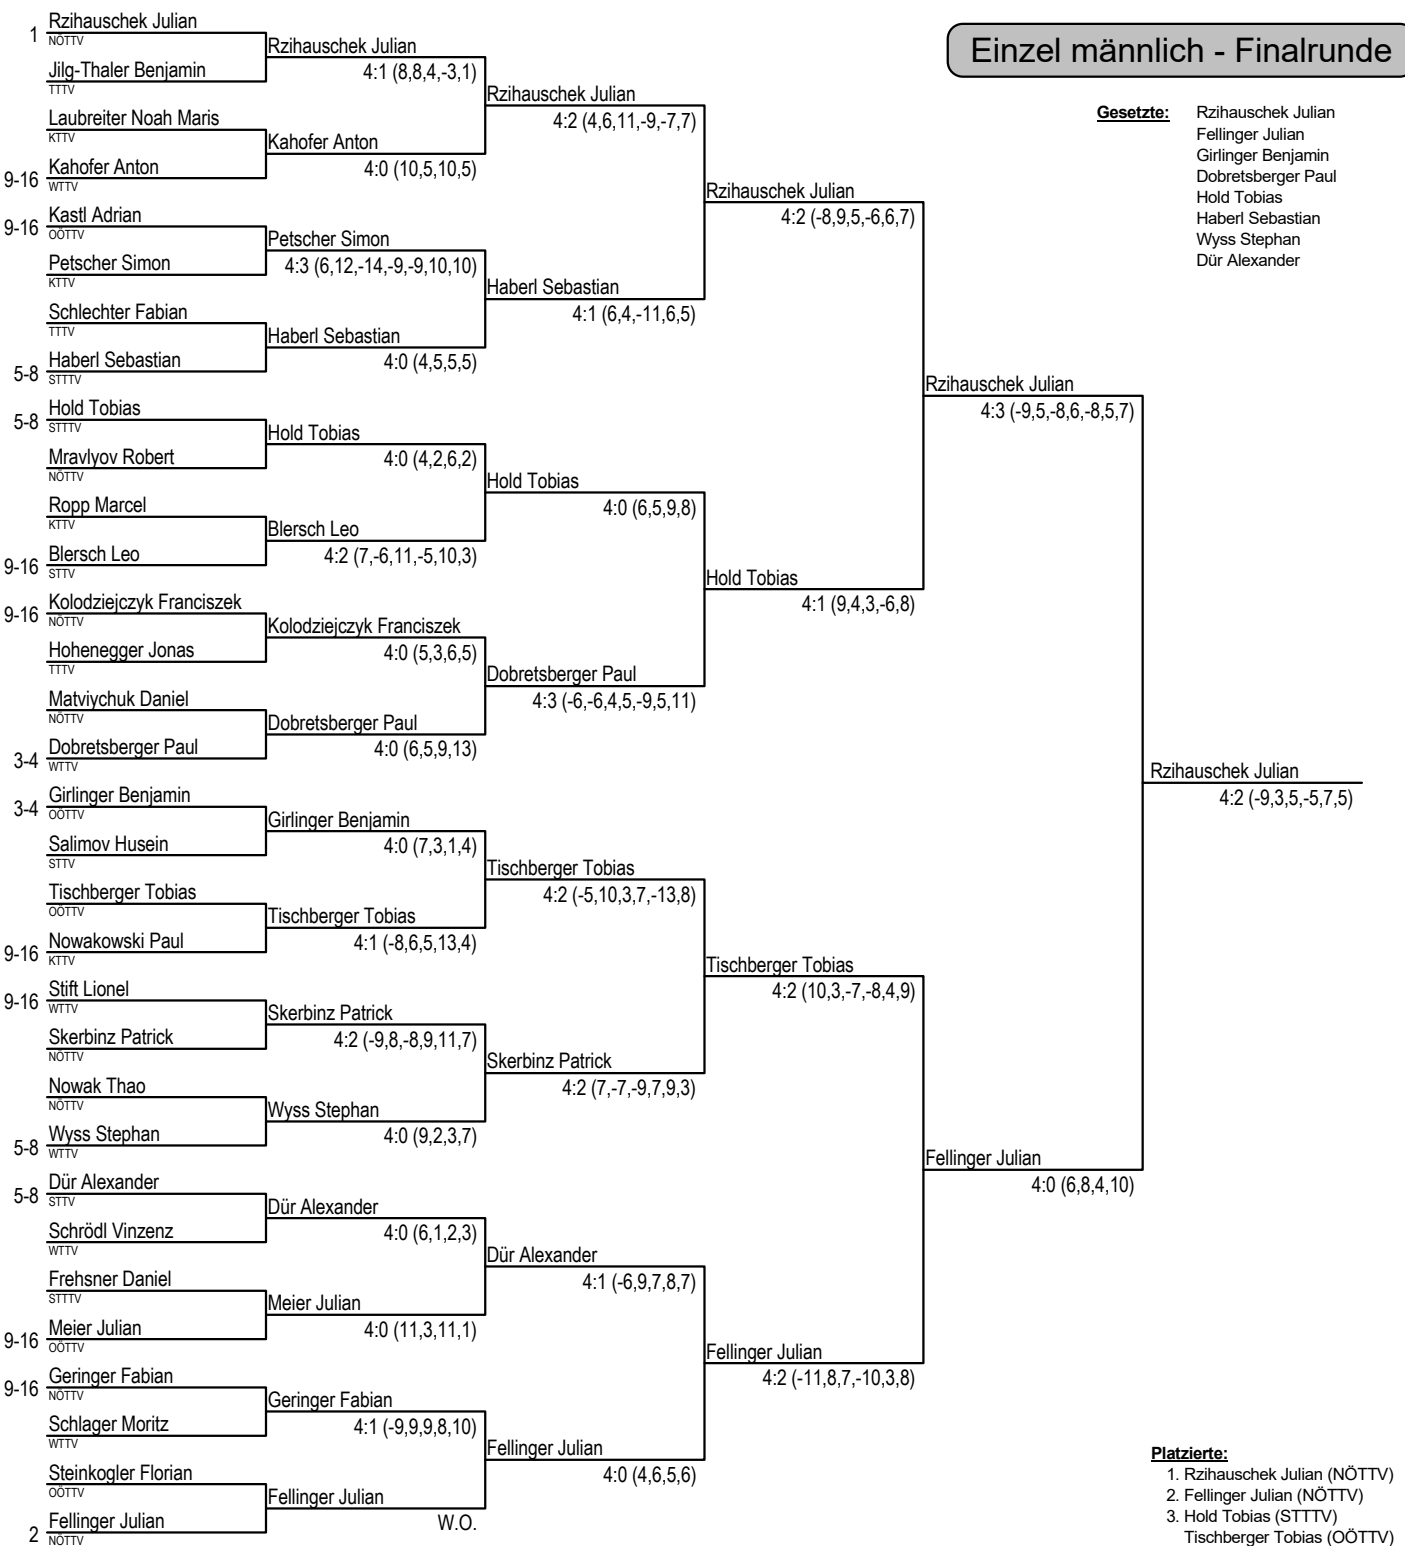 Einzel männlich - Finalrunde
Gesetzte: Rzihauschek Julian
Fellinger Julian
Girlinger Benjamin
Dobretsberger Paul
Hold Tobias
Haberl Sebastian
Wyss Stephan
Dür Alexander
1 Rzihauschek Julian
NÖTTV
Jilg-Thaler Benjamin
TTTV
Laubreiter Noah Maris
KTTV
9-16 Kahofer Anton
WTTV
9-16 Kastl Adrian
OÖTTV
Petscher Simon
KTTV
Schlechter Fabian
TTTV
5-8 Haberl Sebastian
STTTV
5-8 Hold Tobias
STTTV
Mravlyov Robert
NÖTTV
Ropp Marcel
KTTV
9-16 Blersch Leo
STTV
9-16 Kolodziejczyk Franciszek
NÖTTV
Hohenegger Jonas
TTTV
Matviychuk Daniel
NÖTTV
3-4 Dobretsberger Paul
WTTV
3-4 Girlinger Benjamin
OÖTTV
Salimov Husein
STTV
Tischberger Tobias
OÖTTV
9-16 Nowakowski Paul
KTTV
9-16 Stift Lionel
WTTV
Skerbinz Patrick
NÖTTV
Nowak Thao
NÖTTV
5-8 Wyss Stephan
WTTV
5-8 Dür Alexander
STTV
Schrödl Vinzenz
WTTV
Frehsner Daniel
STTTV
9-16 Meier Julian
OÖTTV
9-16 Geringer Fabian
NÖTTV
Schlager Moritz
WTTV
Steinkogler Florian
OÖTTV
2 Fellinger Julian
NÖTTV
Rzihauschek Julian
4:1 (8,8,4,-3,1)
Kahofer Anton
4:0 (10,5,10,5)
Petscher Simon
4:3 (6,12,-14,-9,-9,10,10)
Haberl Sebastian
4:0 (4,5,5,5)
Hold Tobias
4:0 (4,2,6,2)
Blersch Leo
4:2 (7,-6,11,-5,10,3)
Kolodziejczyk Franciszek
4:0 (5,3,6,5)
Dobretsberger Paul
4:0 (6,5,9,13)
Girlinger Benjamin
4:0 (7,3,1,4)
Tischberger Tobias
4:1 (-8,6,5,13,4)
Skerbinz Patrick
4:2 (-9,8,-8,9,11,7)
Wyss Stephan
4:0 (9,2,3,7)
Dür Alexander
4:0 (6,1,2,3)
Meier Julian
4:0 (11,3,11,1)
Geringer Fabian
4:1 (-9,9,9,8,10)
Fellinger Julian
W.O.
Rzihauschek Julian
4:2 (4,6,11,-9,-7,7)
Haberl Sebastian
4:1 (6,4,-11,6,5)
Hold Tobias
4:0 (6,5,9,8)
Dobretsberger Paul
4:3 (-6,-6,4,5,-9,5,11)
Tischberger Tobias
4:2 (-5,10,3,7,-13,8)
Skerbinz Patrick
4:2 (7,-7,-9,7,9,3)
Dür Alexander
4:1 (-6,9,7,8,7)
Fellinger Julian
4:0 (4,6,5,6)
Rzihauschek Julian
4:2 (-8,9,5,-6,6,7)
Hold Tobias
4:1 (9,4,3,-6,8)
Tischberger Tobias
4:2 (10,3,-7,-8,4,9)
Fellinger Julian
4:2 (-11,8,7,-10,3,8)
Rzihauschek Julian
4:3 (-9,5,-8,6,-8,5,7)
Fellinger Julian
4:0 (6,8,4,10)
Rzihauschek Julian
4:2 (-9,3,5,-5,7,5)
Platzierte:
1. Rzihauschek Julian (NÖTTV)
2. Fellinger Julian (NÖTTV)
3. Hold Tobias (STTTV)
Tischberger Tobias (OÖTTV)